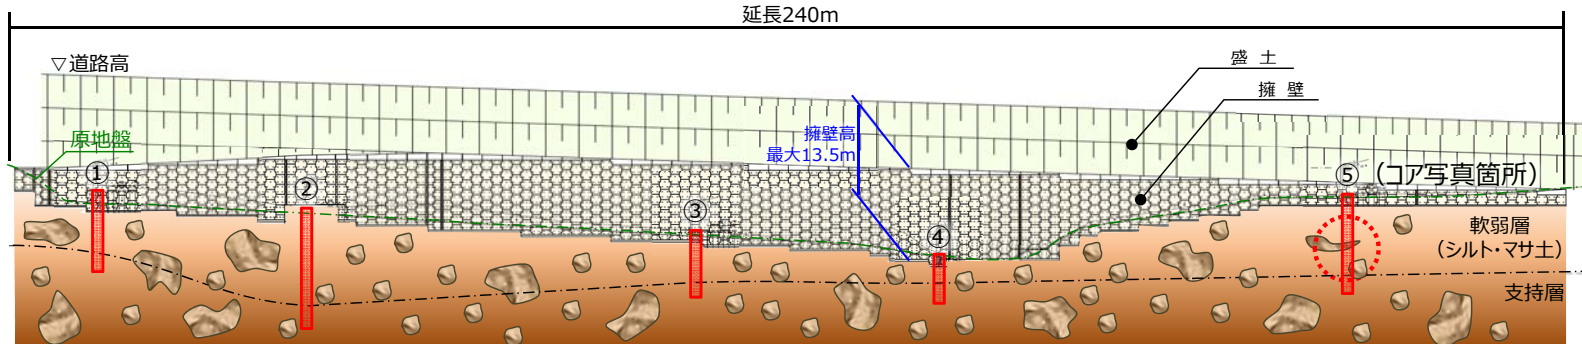 延長240m
▽道路高
盛 土
擁 壁
原地盤
擁壁高
最大13.5m
①
②
③
④
⑤
（コア写真箇所）
軟弱層
（シルト・マサ土）
支持層